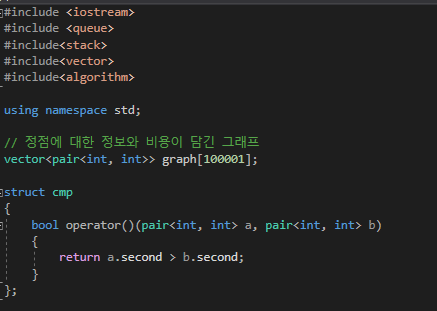 #include <iostream>
#include <queue>
#include<stack>
#include<vector>
#include<algorithm>
using namespace std;
// 정점에 대한 정보와 비용이 담긴 그래프
vector<pair<int, int>> graph[100001];
struct cmp
{
bool operator()(pair<int, int> a, pair<int, int> b)
{
return a.second > b.second;
}
};